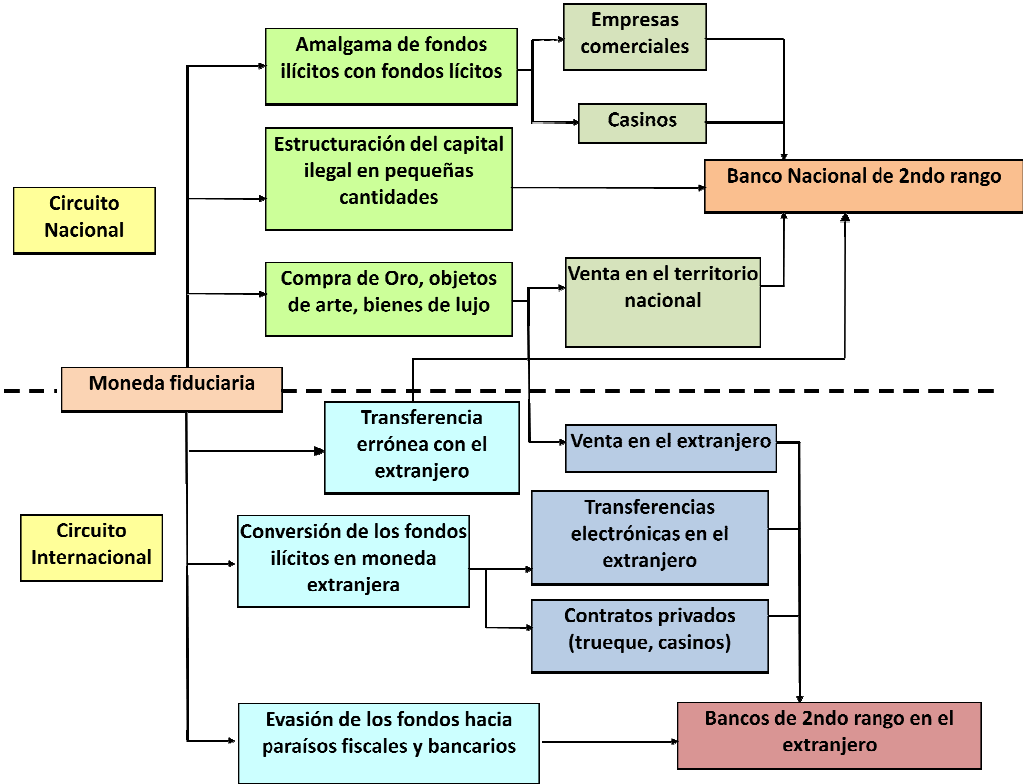 Empresas
comerciales
Amalgama de fondos
ilícitos con fondos lícitos
Casinos
Estructuración del capital
ilegal en pequeñas
cantidades
Banco Nacional de 2ndo rango
Circuito
Nacional
Compra de Oro, objetos
de arte, bienes de lujo
Venta en el territorio
nacional
Moneda fiduciaria
Transferencia
errónea con el
extranjero
Venta en el extranjero
Circuito
Internacional
Conversión de los fondos
ilícitos en moneda
extranjera
Transferencias
electrónicas en el
extranjero
Contratos privados
(trueque, casinos)
Evasión de los fondos hacia
paraísos fiscales y bancarios
Bancos de 2ndo rango en el
extranjero